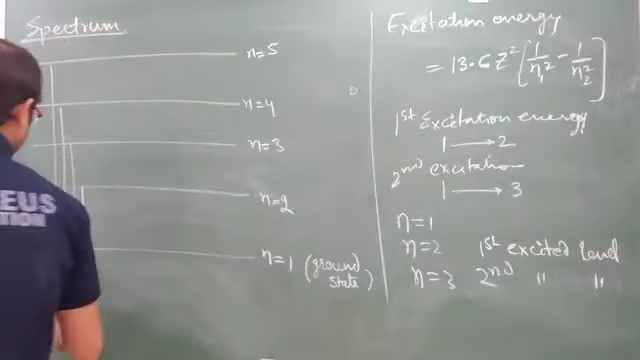 Spectrum
n=5
n=4
n=3
n=2
n=1 (ground state)
Excitation energy
= 13.6 Z² [1/n₁² - 1/n₂²]
1st Excitation energy
1 → 2
2nd excitation
1 → 3
n=1
n=2 1st excited level
n=3 2nd " "
EUS
TION